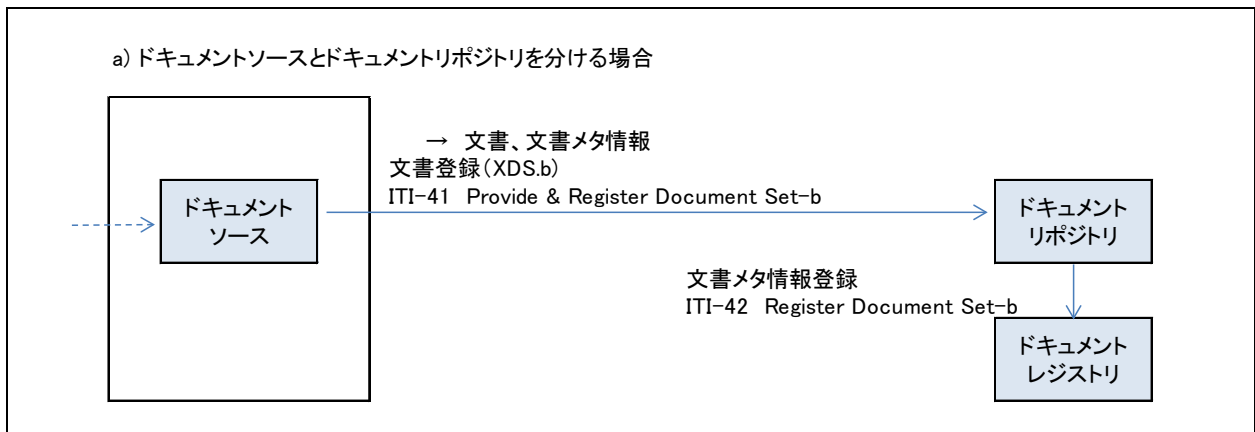 a) ドキュメントソースとドキュメントリポジトリを分ける場合
→ 文書、文書メタ情報
文書登録(XDS.b)
ITI-41 Provide & Register Document Set-b
ドキュメント
ソース
ドキュメント
リポジトリ
文書メタ情報登録
ITI-42 Register Document Set-b
ドキュメント
レジストリ